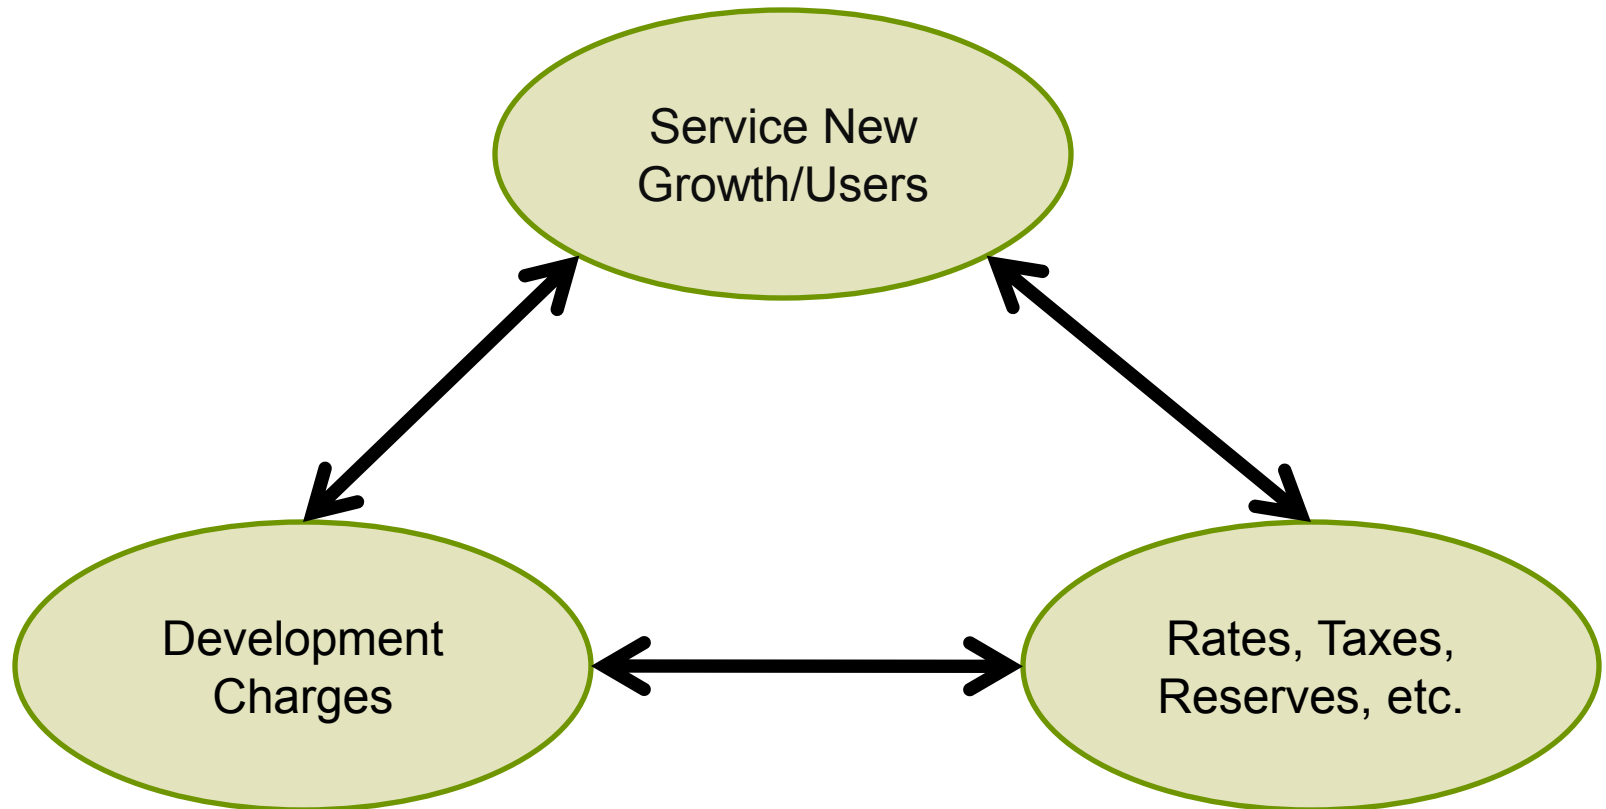 Service New
Growth/Users
Development
Charges
Rates, Taxes,
Reserves, etc.